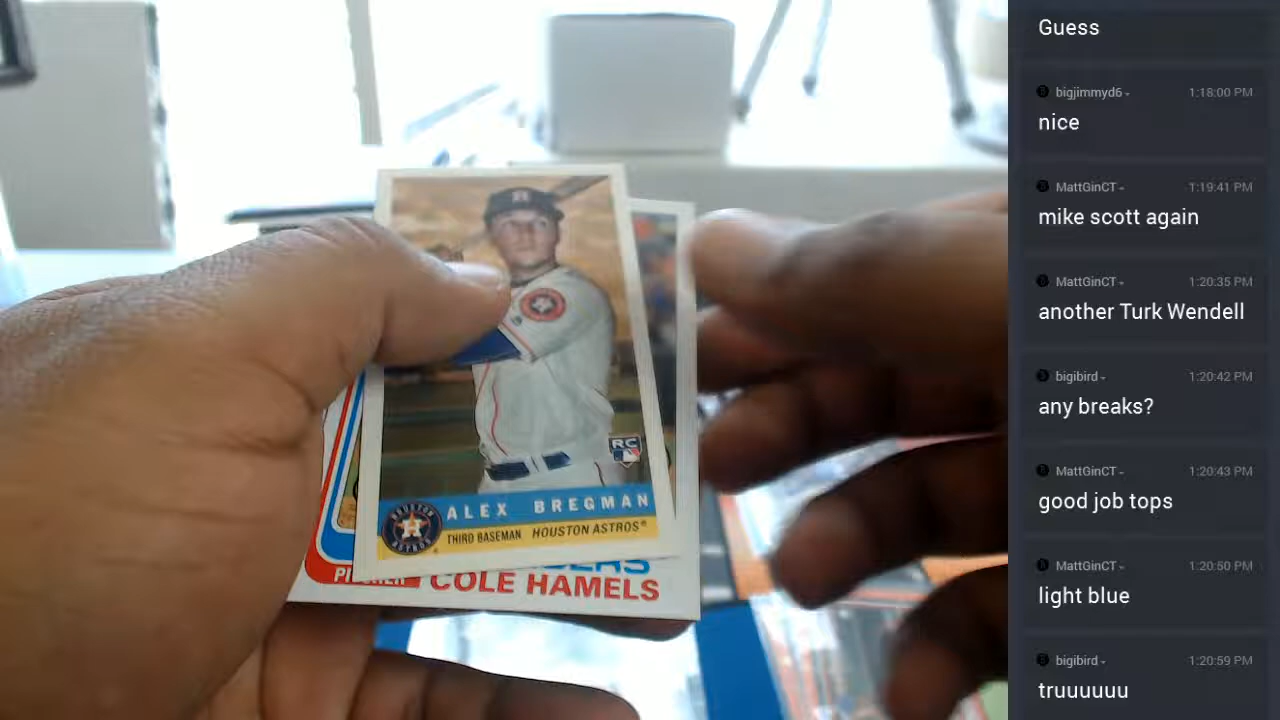 RC
ALEX BREGMAN
HOUSTON
ASTROS
THIRD BASEMAN HOUSTON ASTROS
COLE HAMELS
Guess
bigjimmyd6
1:18:00 PM
nice
MattGinCT
1:19:41 PM
mike scott again
MattGinCT
1:20:35 PM
another Turk Wendell
bigibird
1:20:42 PM
any breaks?
MattGinCT
1:20:43 PM
good job tops
MattGinCT
1:20:50 PM
light blue
bigibird
1:20:59 PM
truuuuuu